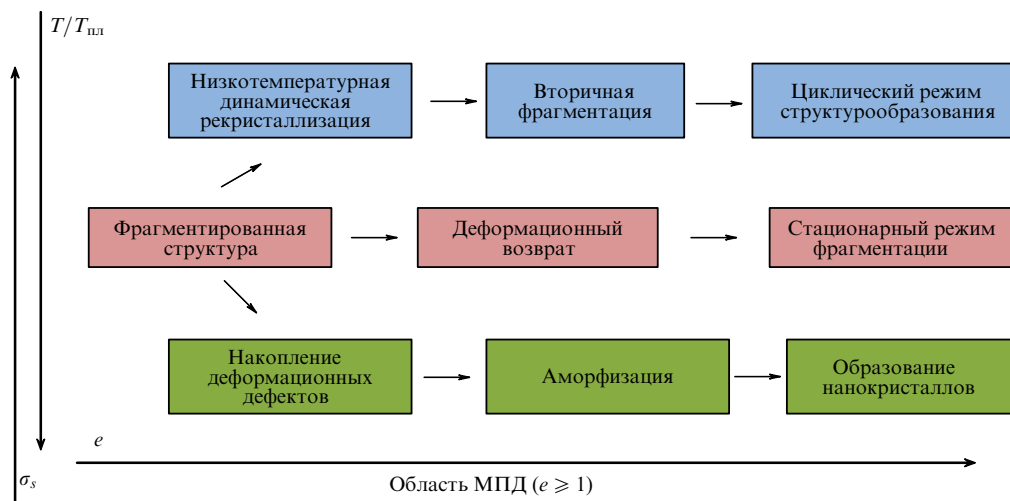 T/Tпл
Низкотемпературная
динамическая
рекристаллизация
Вторичная
фрагментация
Циклический режим
структурообразования
Фрагментированная
структура
Деформационный
возврат
Стационарный режим
фрагментации
Накопление
деформационных
дефектов
Аморфизация
Образование
нанокристаллов
e
σs
Область МПД (e ⩾ 1)